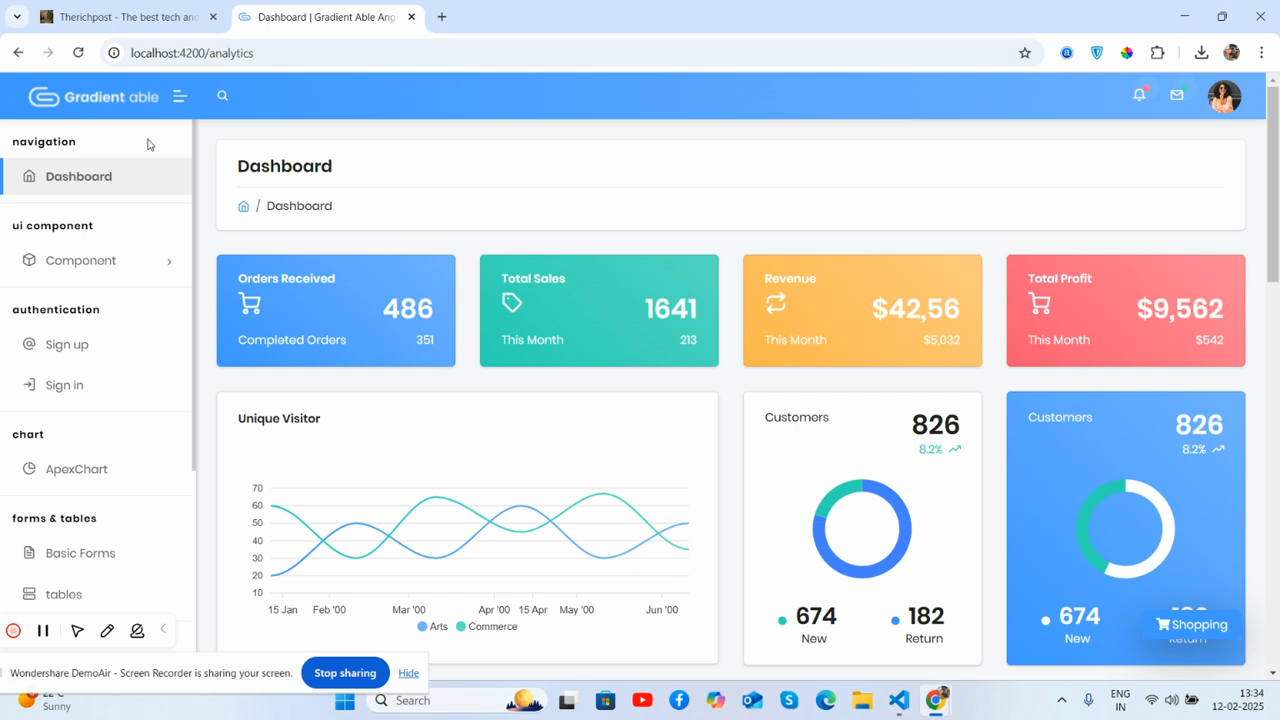 Therichpost - The best tech and
Dashboard | Gradient Able Ang
localhost:4200/analytics
Gradient able
navigation
Dashboard
ui component
Component
authentication
Sign up
Sign in
chart
ApexChart
forms & tables
Basic Forms
tables
Dashboard
/ Dashboard
Orders Received
486
Completed Orders 351
Total Sales
1641
This Month 213
Revenue
$42,56
This Month $5,032
Total Profit
$9,562
This Month $542
Unique Visitor
70
60
50
40
30
20
10
15 Jan Feb '00 Mar '00 Apr '00 15 Apr May '00 Jun '00
Arts Commerce
Customers
826
8.2%
674 182
New Return
Customers
826
8.2%
674
New Return
Shopping
Wondershare DemoAir - Screen Recorder is sharing your screen. Stop sharing Hide
Sunny
Search
ENG
IN
13:34
12-02-2025